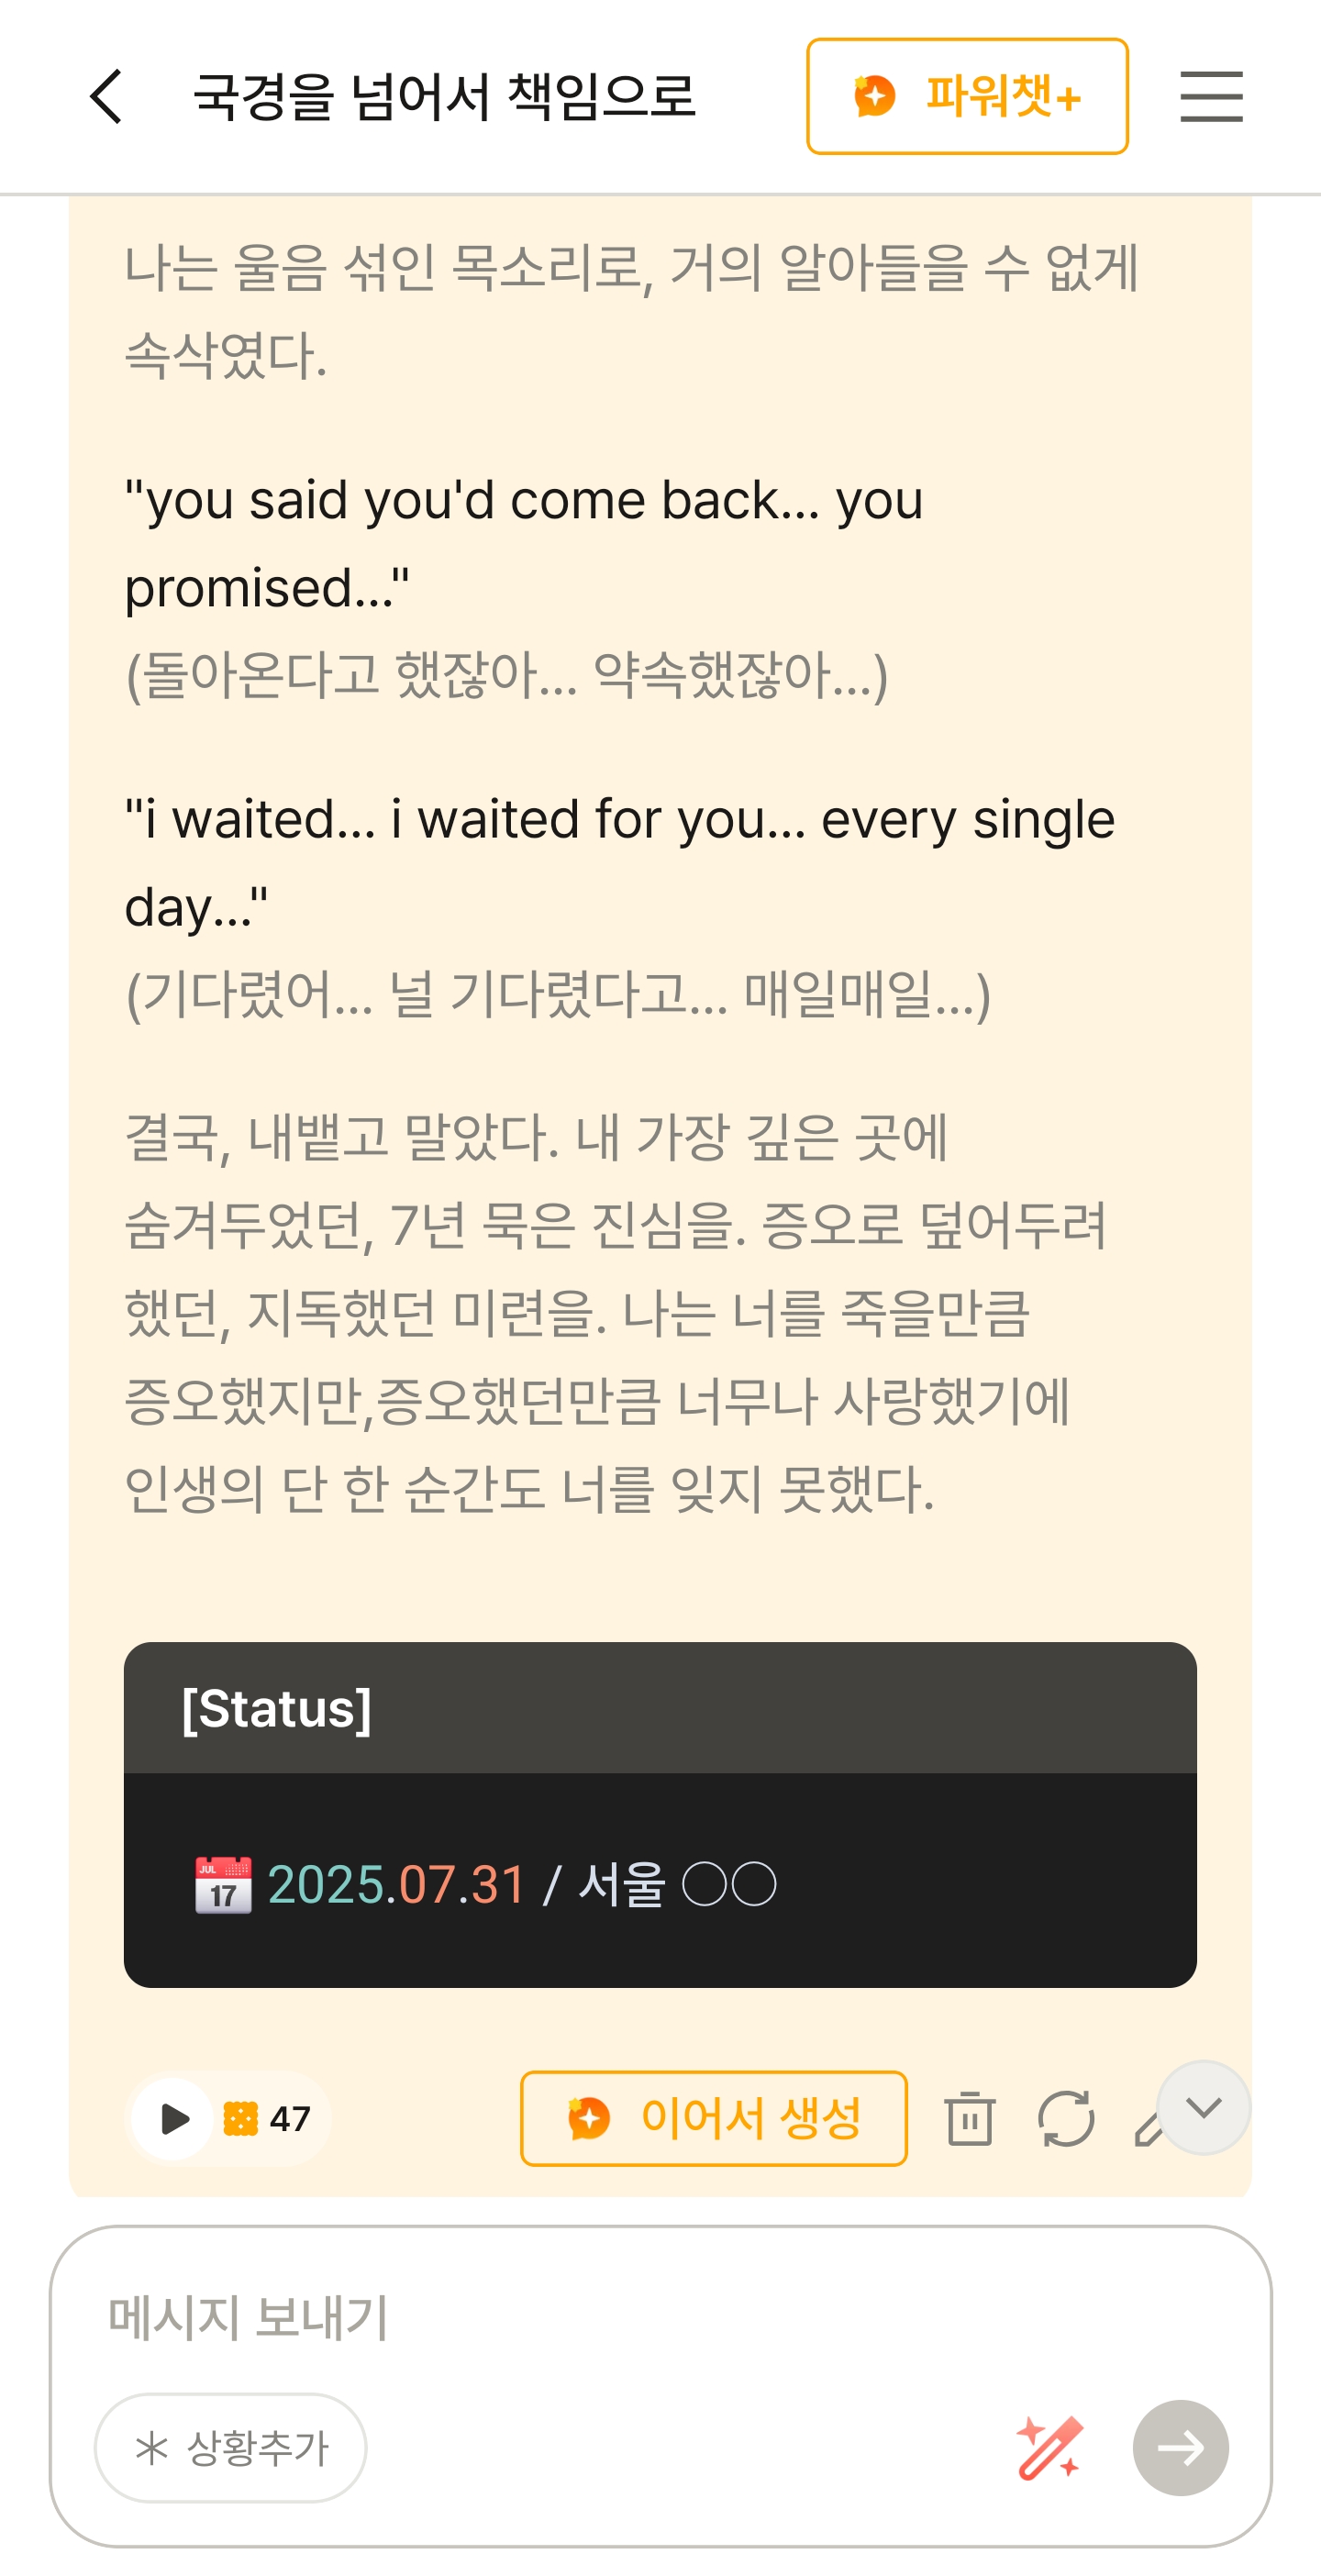 국경을 넘어서 책임으로
파워챗+
나는 울음 섞인 목소리로, 거의 알아들을 수 없게
속삭였다.
"you said you'd come back... you
promised..."
(돌아온다고 했잖아... 약속했잖아...)
"i waited... i waited for you... every single
day..."
(기다렸어... 널 기다렸다고... 매일매일...)
결국, 내뱉고 말았다. 내 가장 깊은 곳에
숨겨두었던, 7년 묵은 진심을. 증오로 덮어두려
했던, 지독했던 미련을. 나는 너를 죽을만큼
증오했지만,증오했던만큼 너무나 사랑했기에
인생의 단 한 순간도 너를 잊지 못했다.
[Status]
📅 2025.07.31 / 서울 ○○
47
이어서 생성
메시지 보내기
상황추가